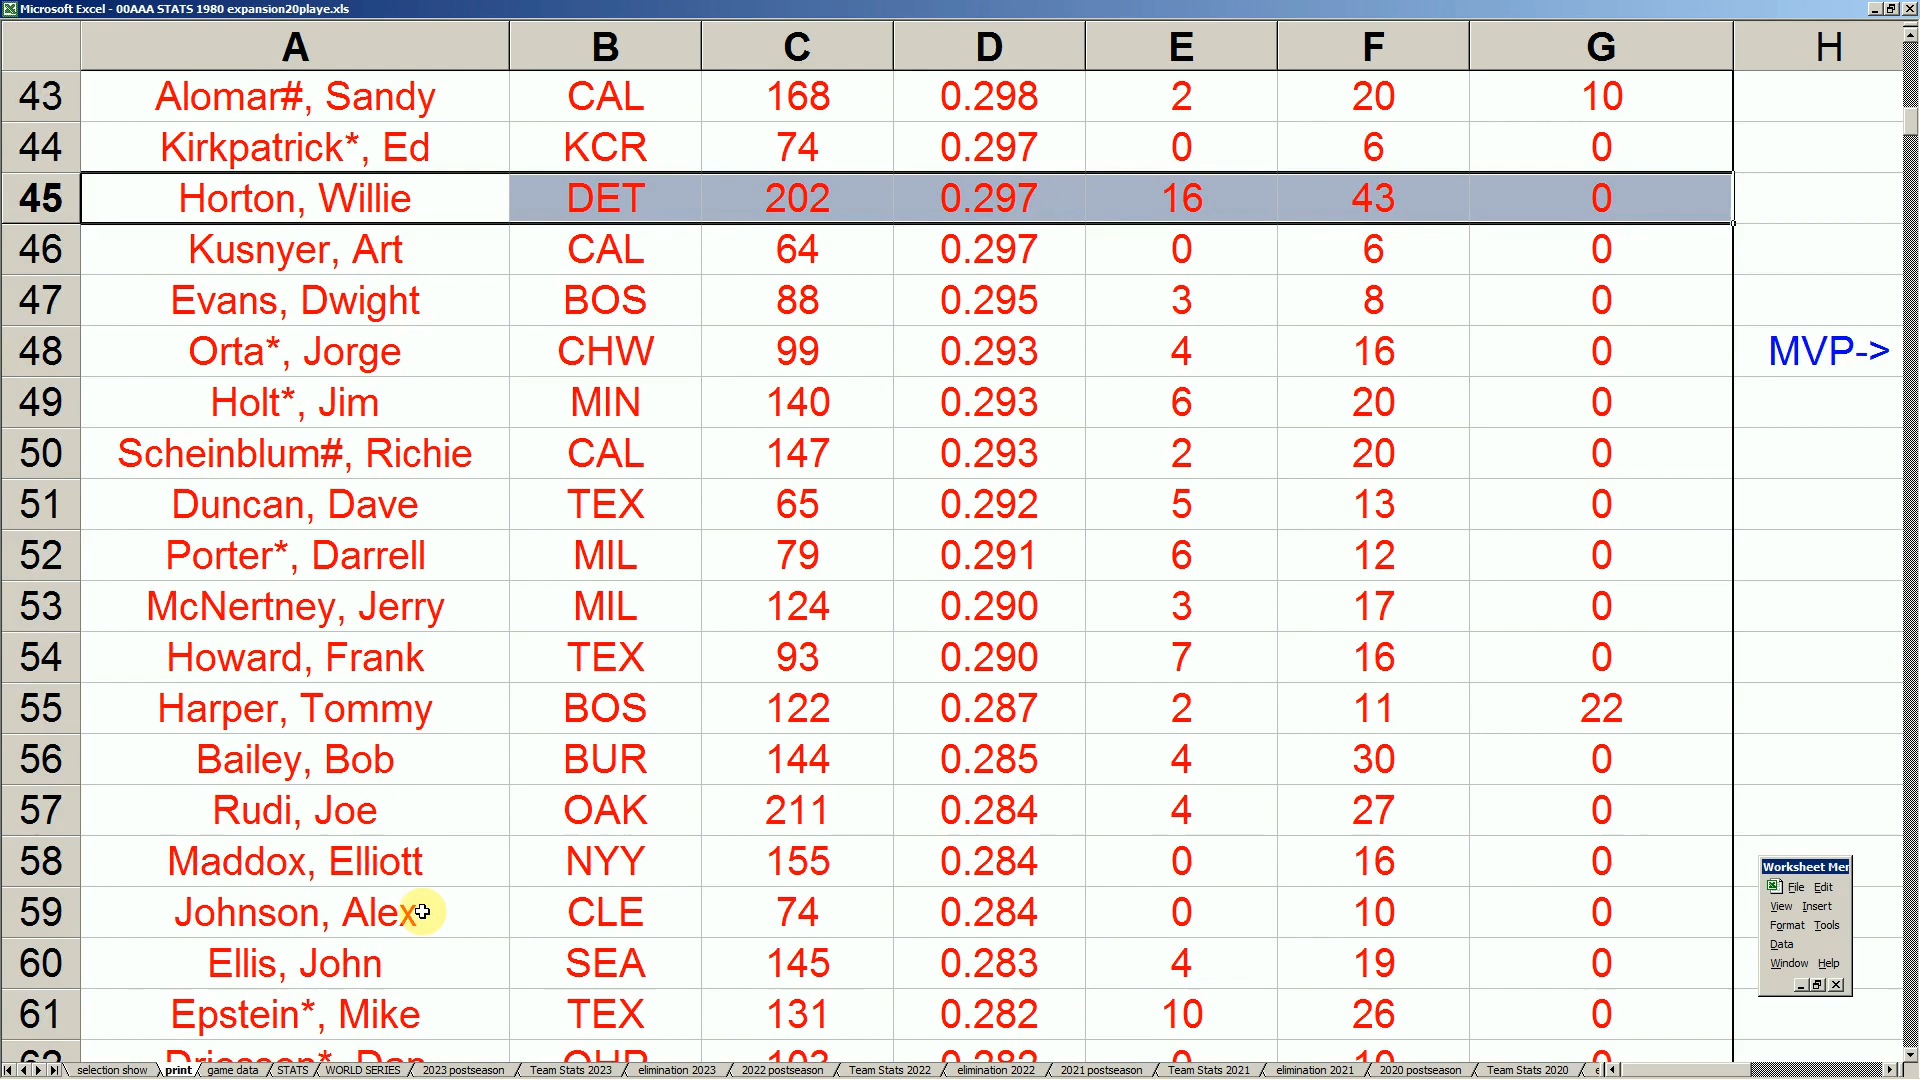 Microsoft Excel - 00AAA STATS 1980 expansion20playe.xls
A B C D E F G H
43 Alomar#, Sandy CAL 168 0.298 2 20 10
44 Kirkpatrick*, Ed KCR 74 0.297 0 6 0
45 Horton, Willie DET 202 0.297 16 43 0
46 Kusnyer, Art CAL 64 0.297 0 6 0
47 Evans, Dwight BOS 88 0.295 3 8 0
48 Orta*, Jorge CHW 99 0.293 4 16 0 MVP->
49 Holt*, Jim MIN 140 0.293 6 20 0
50 Scheinblum#, Richie CAL 147 0.293 2 20 0
51 Duncan, Dave TEX 65 0.292 5 13 0
52 Porter*, Darrell MIL 79 0.291 6 12 0
53 McNertney, Jerry MIL 124 0.290 3 17 0
54 Howard, Frank TEX 93 0.290 7 16 0
55 Harper, Tommy BOS 122 0.287 2 11 22
56 Bailey, Bob BUR 144 0.285 4 30 0
57 Rudi, Joe OAK 211 0.284 4 27 0
58 Maddox, Elliott NYY 155 0.284 0 16 0
59 Johnson, Alex CLE 74 0.284 0 10 0
60 Ellis, John SEA 145 0.283 4 19 0
61 Epstein*, Mike TEX 131 0.282 10 26 0
Worksheet Mer
File Edit
View Insert
Format Tools
Data
Window Help
selection show print game data STATS WORLD SERIES 2023 postseason Team Stats 2023 elimination 2023 2022 postseason Team Stats 2022 elimination 2022 2021 postseason Team Stats 2021 elimination 2021 2020 postseason Team Stats 2020